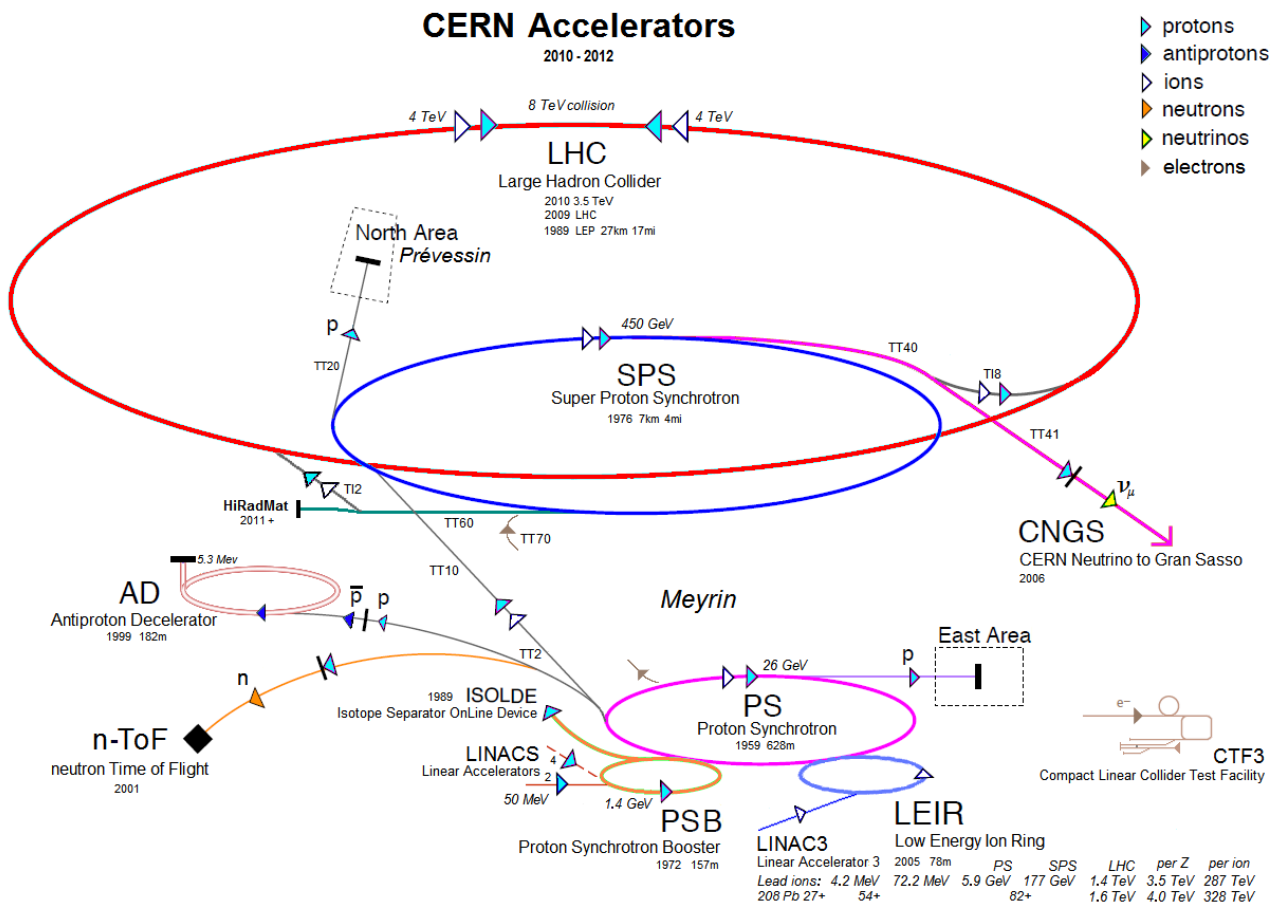 CERN Accelerators
2010 - 2012
protons
antiprotons
ions
neutrons
neutrinos
electrons
4 TeV
8 TeV collision
4 TeV
LHC
Large Hadron Collider
2010 3.5 TeV
2009 LHC
1989 LEP 27km 17mi
North Area
Prévessin
p
TT20
450 GeV
TT40
SPS
Super Proton Synchrotron
1976 7km 4mi
TI8
TT41
TI2
HiRadMat
2011 +
TT60
TT70
TT10
νμ
CNGS
CERN Neutrino to Gran Sasso
2006
5.3 Mev
AD
Antiproton Decelerator
1999 182m
p̅
p
Meyrin
East Area
TT2
n
p
26 GeV
PS
Proton Synchrotron
1959 628m
1989 ISOLDE
Isotope Separator OnLine Device
n-ToF
neutron Time of Flight
2001
LINACS
Linear Accelerators
4
2
50 MeV
1.4 GeV
PSB
Proton Synchrotron Booster
1972 157m
e−
CTF3
Compact Linear Collider Test Facility
LEIR
Low Energy Ion Ring
2005 78m
LINAC3
Linear Accelerator 3
PS SPS LHC per Z per ion
Lead ions: 4.2 MeV 72.2 MeV 5.9 GeV 177 GeV 1.4 TeV 3.5 TeV 287 TeV
208 Pb 27+ 54+ 82+ 1.6 TeV 4.0 TeV 328 TeV